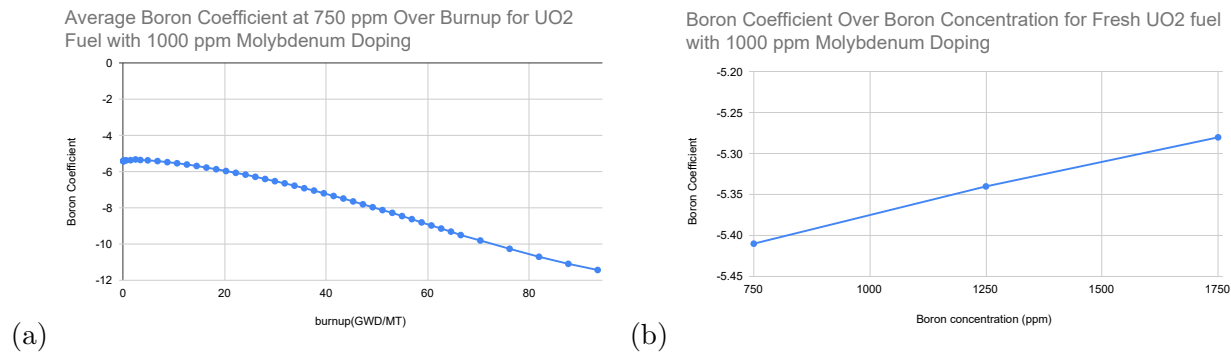 Average Boron Coefficient at 750 ppm Over Burnup for UO2
Fuel with 1000 ppm Molybdenum Doping
0
-2
-4
-6
-8
-10
-12
Boron Coefficient
0 20 40 60 80
burnup(GWD/MT)
(a)
Boron Coefficient Over Boron Concentration for Fresh UO2 fuel
with 1000 ppm Molybdenum Doping
-5.20
-5.25
-5.30
-5.35
-5.40
-5.45
Boron Coefficient
750 1000 1250 1500 1750
Boron concentration (ppm)
(b)